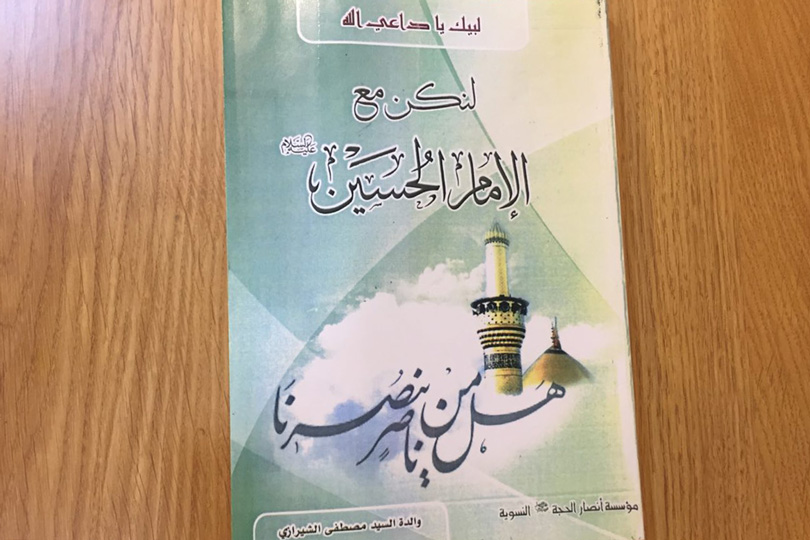 لبيك يا داعي الله
لنكن مع
الإمام الحسين عليه السلام
هل من ناصر ينصرنا
مؤسسة أنصار الحجة النسوية
والدة السيد مصطفى الشيرازي